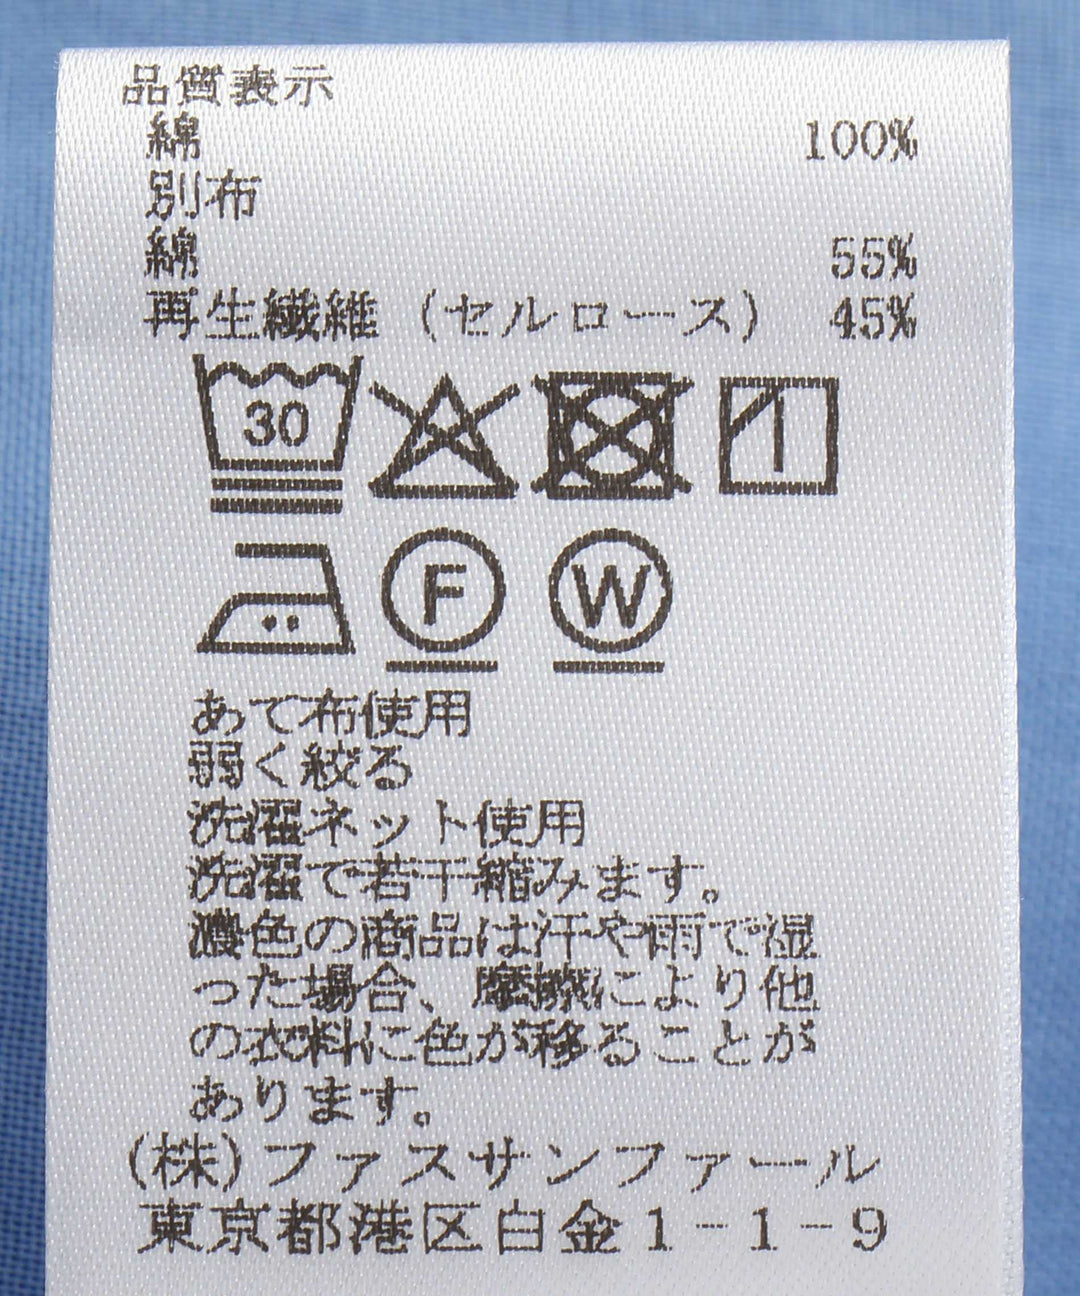 品質表示
綿 100%
別布
綿 55%
再生繊維 (セルロース) 45%
30
F W
あて布使用
弱く絞る
洗濯ネット使用
洗濯で若干縮みます。
濃色の商品は汗や雨で湿
った場合、摩擦により他
の衣料に色が移ることが
あります。
(株)ファスサンファール
東京都港区白金1-1-9